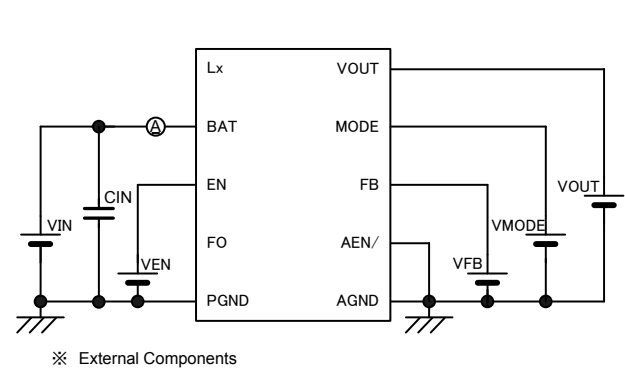 Lx VOUT
BAT MODE
A
EN FB
CIN
VOUT
VIN
VMODE
FO AEN/
VEN
VFB
PGND AGND
※ External Components